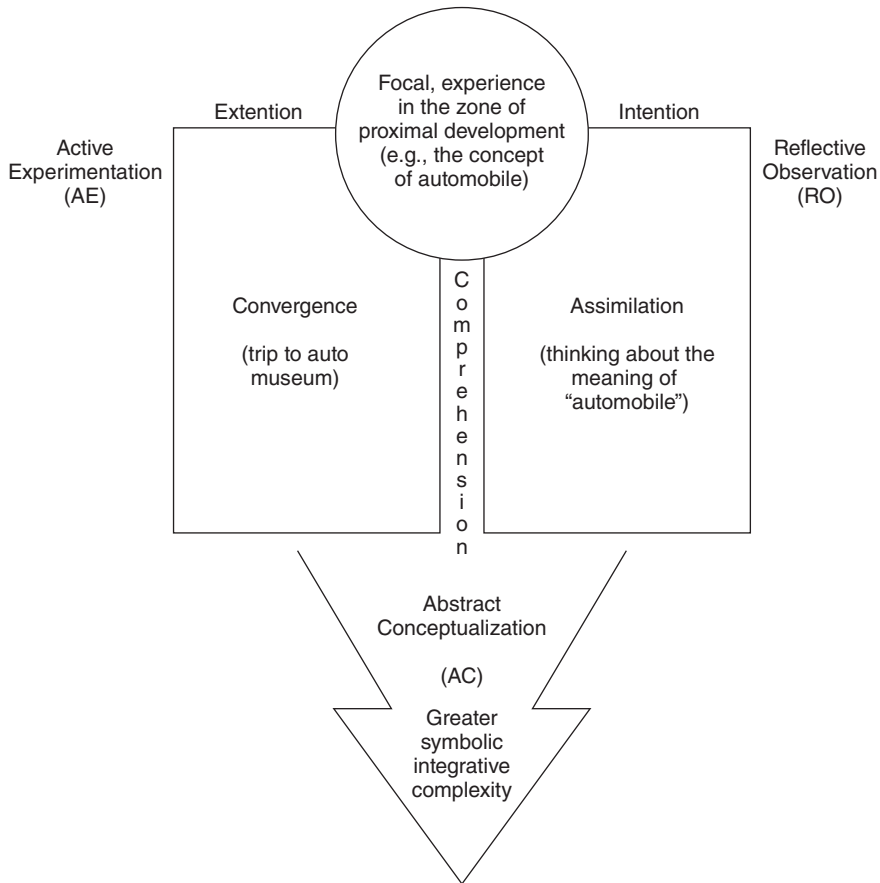 Focal, experience
in the zone of
proximal development
(e.g., the concept
of automobile)
Extention
Intention
Active
Experimentation
(AE)
Reflective
Observation
(RO)
Convergence
(trip to auto
museum)
Comprehension
Assimilation
(thinking about the
meaning of
“automobile”)
Abstract
Conceptualization
(AC)
Greater
symbolic
integrative
complexity